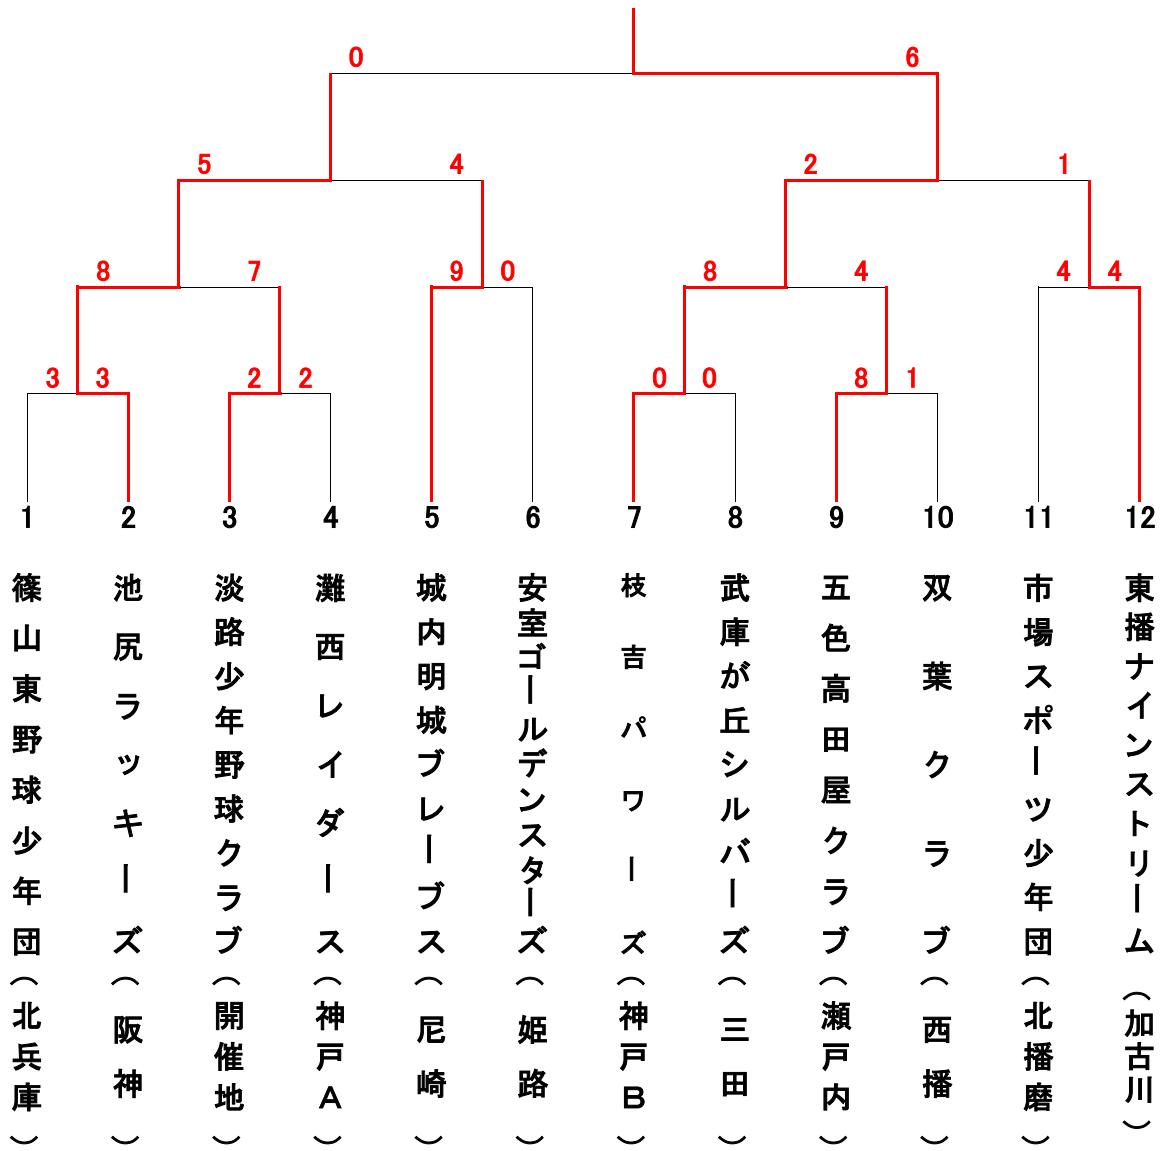 0 6
5 4 2 1
8 7 9 0 8 4 4 4
3 3 2 2 0 0 8 1
1 2 3 4 5 6 7 8 9 10 11 12
篠山東野球少年団（北兵庫）
池尻ラッキーズ（阪神）
淡路少年野球クラブ（開催地）
灘西レイダース（神戸A）
城内明城ブレーブス（尼崎）
安室ゴールデンスターズ（姫路）
枝吉パワーズ（神戸B）
武庫が丘シルバーズ（三田）
五色高田屋クラブ（瀬戸内）
双葉クラブ（西播）
市場スポーツ少年団（北播磨）
東播ナインストリーム（加古川）